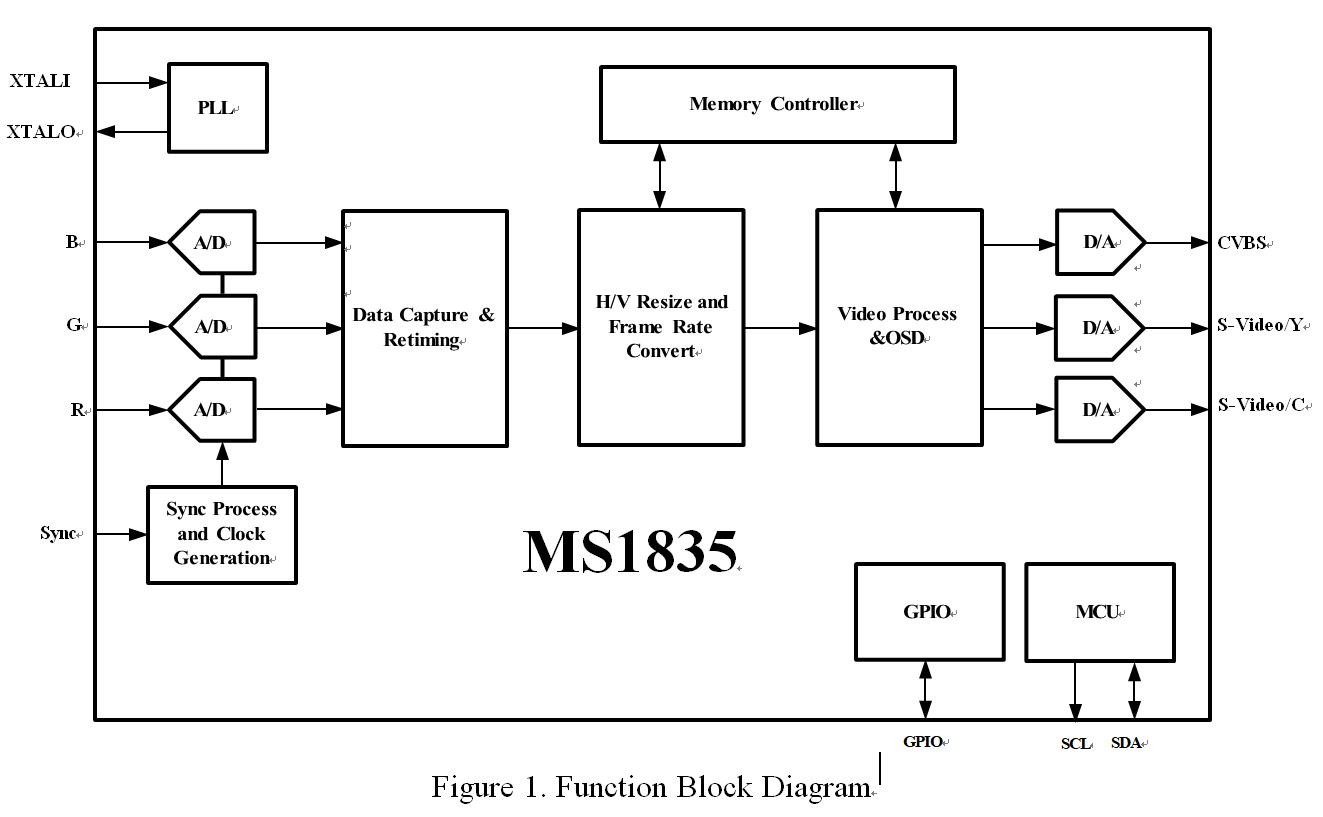 XTALI
PLL
XTALO
Memory Controller
B
A/D
D/A
CVBS
G
A/D
Data Capture &
Retiming
H/V Resize and
Frame Rate
Convert
Video Process
&OSD
D/A
S-Video/Y
R
A/D
D/A
S-Video/C
Sync
Sync Process
and Clock
Generation
MS1835
GPIO
MCU
GPIO
SCL
SDA
Figure 1. Function Block Diagram